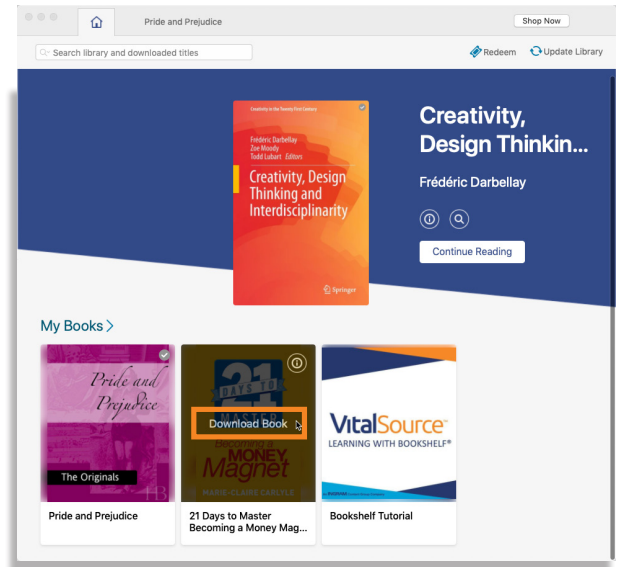 Pride and Prejudice
Shop Now
Search library and downloaded titles
Redeem
Update Library
Creativity in the Twenty First Century
Frédéric Darbellay
Zoe Moody
Todd Lubart Editors
Creativity, Design
Thinking and
Interdisciplinarity
Springer
Creativity,
Design Thinkin...
Frédéric Darbellay
Continue Reading
My Books
Pride and
Prejudice
The Originals
HB
Pride and Prejudice
21
DAYS TO
MASTER
Download Book
Becoming a
MONEY
Magnet
MARIE-CLAIRE CARLYLE
21 Days to Master
Becoming a Money Mag...
VitalSource™
LEARNING WITH BOOKSHELF®
Bookshelf Tutorial